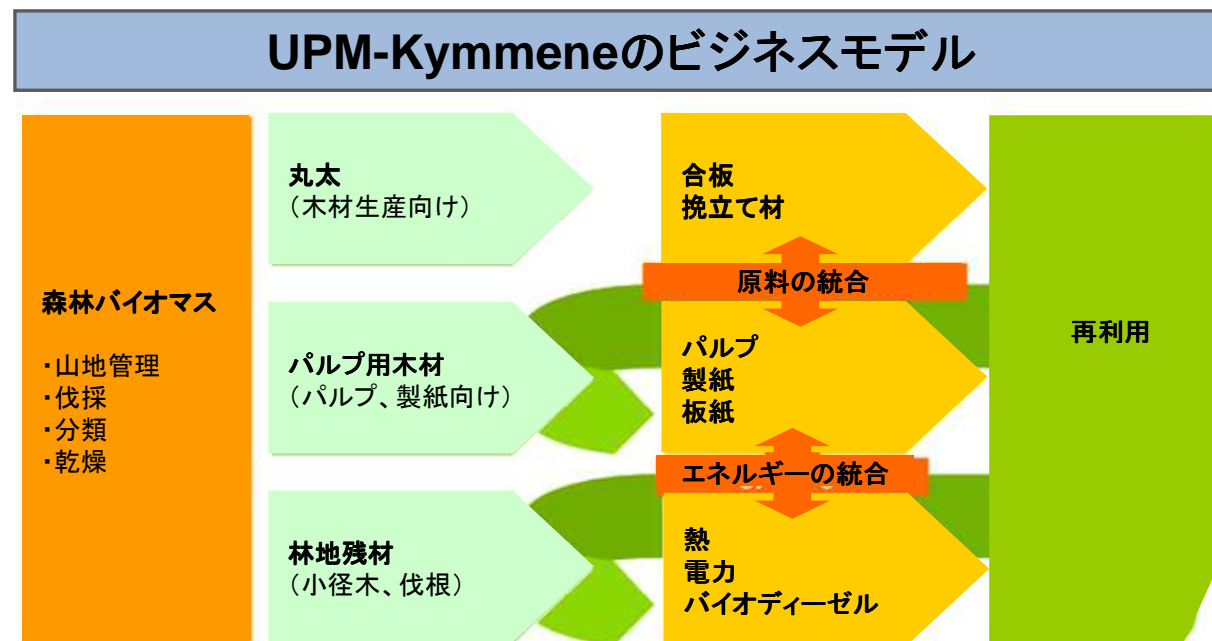 UPM-Kymmeneのビジネスモデル
森林バイオマス
・山地管理
・伐採
・分類
・乾燥
丸太
（木材生産向け）
パルプ用木材
（パルプ、製紙向け）
林地残材
（小径木、伐根）
合板
挽立て材
原料の統合
パルプ
製紙
板紙
エネルギーの統合
熱
電力
バイオディーゼル
再利用